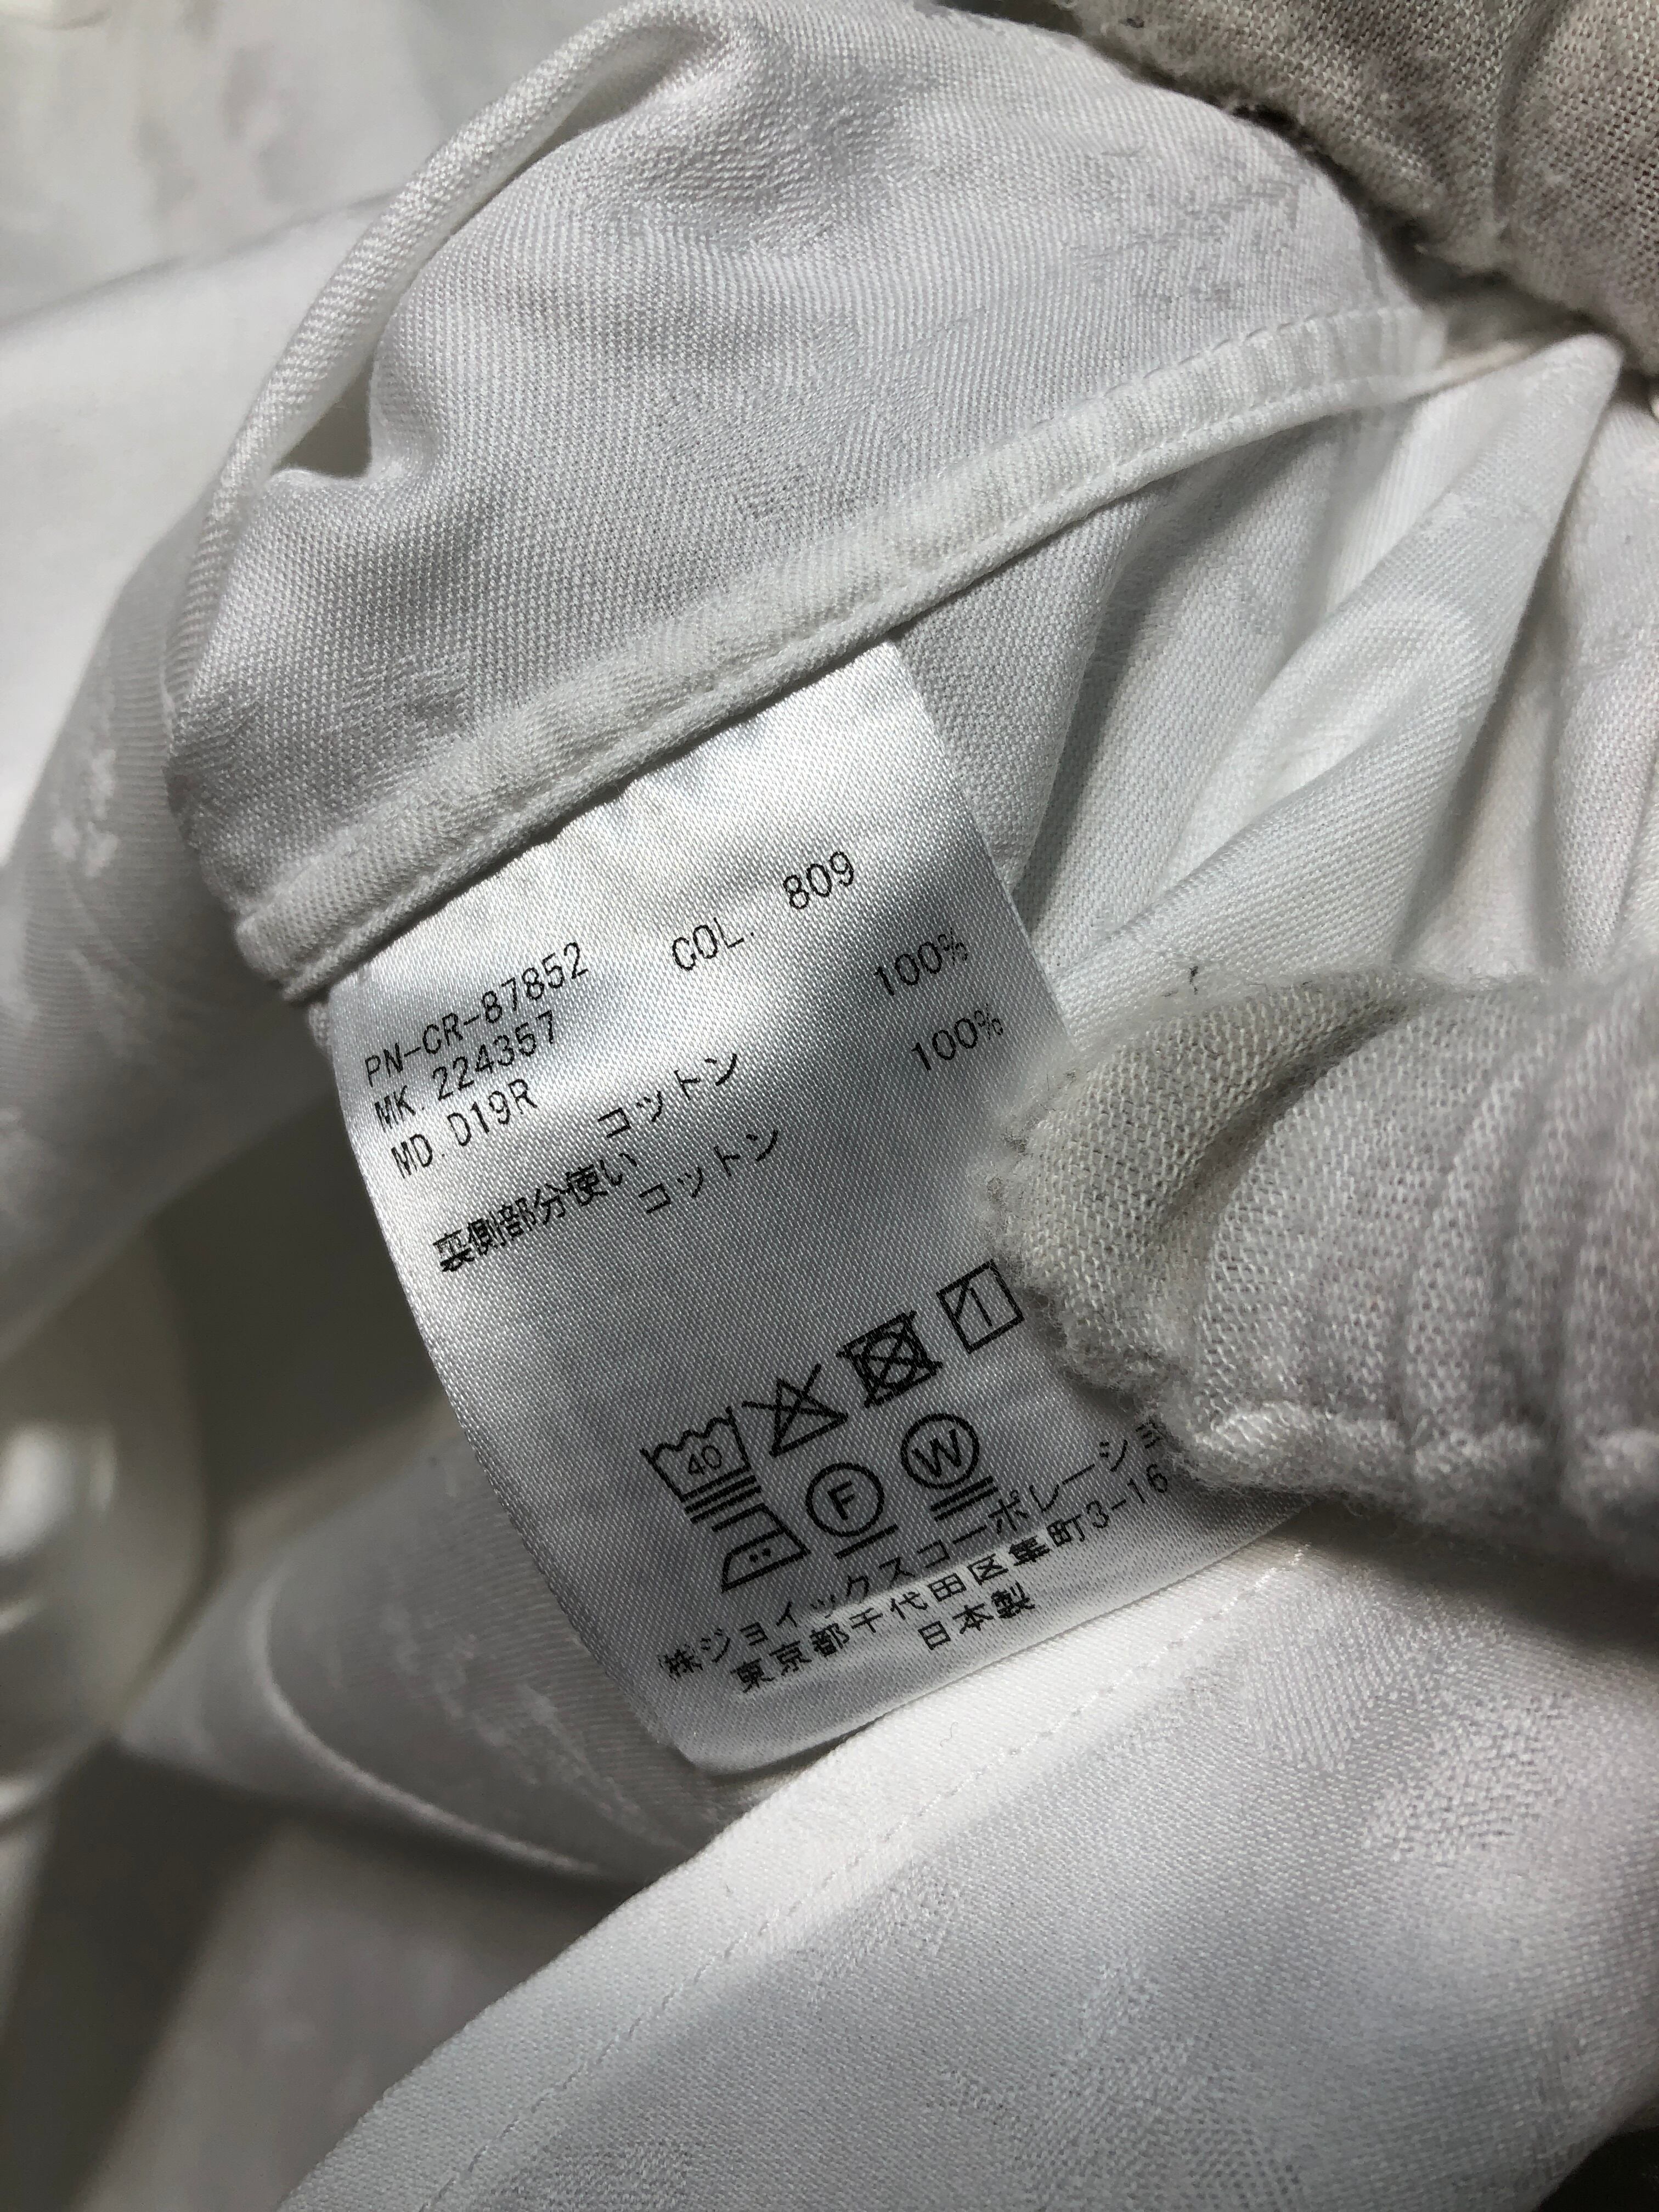 PN-CR-87852 COL. 809
MK. 224357
MD. D19R
コットン 100%
裏側部分使い
コットン 100%
40
F W
株ジョイックスコーポレーショ
東京都千代田区隼町3-16
日本製